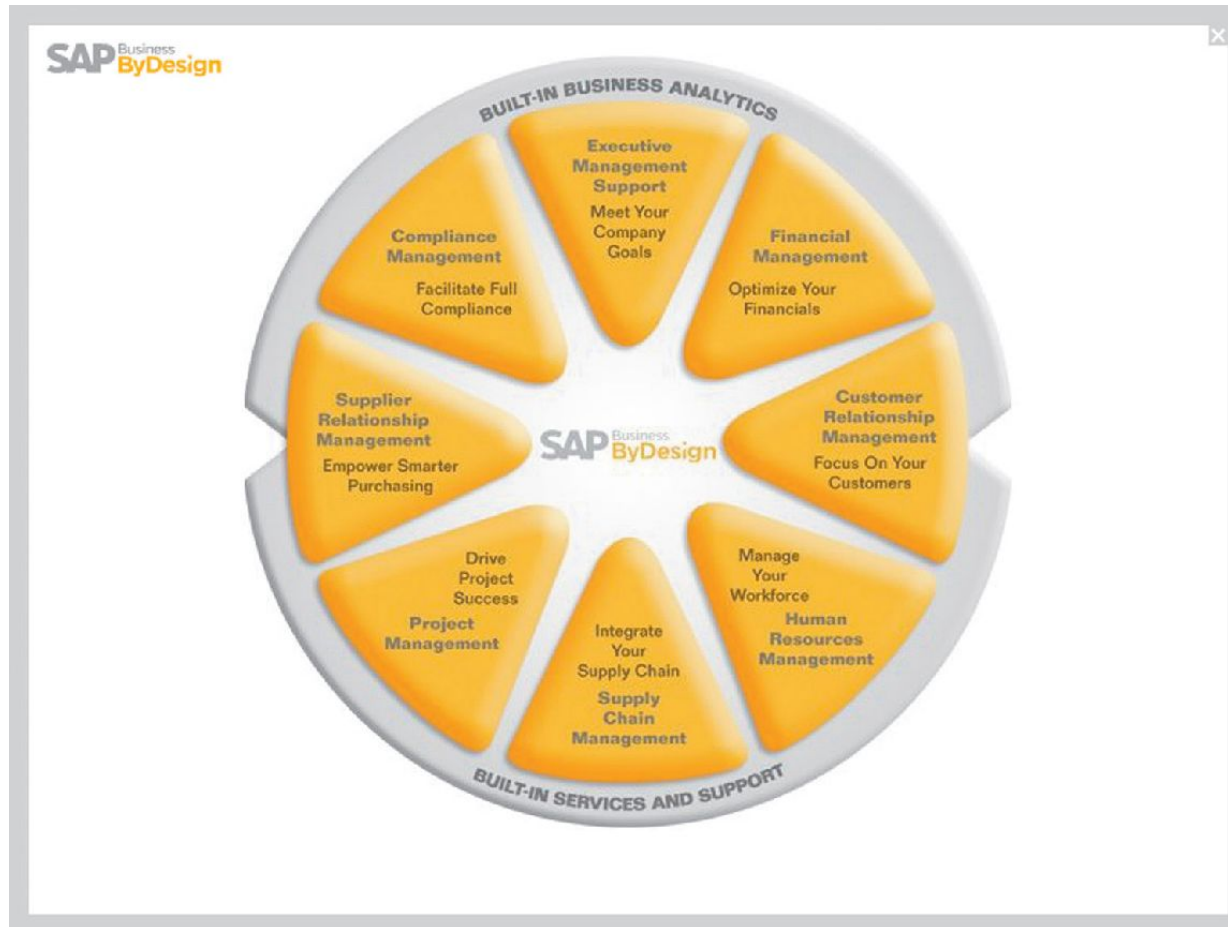 SAP Business ByDesign
BUILT-IN BUSINESS ANALYTICS
Executive
Management
Support
Meet Your
Company
Goals
Financial
Management
Optimize Your
Financials
Customer
Relationship
Management
Focus On Your
Customers
Manage
Your
Workforce
Human
Resources
Management
Integrate
Your
Supply Chain
Supply
Chain
Management
Drive
Project
Success
Project
Management
Supplier
Relationship
Management
Empower Smarter
Purchasing
Compliance
Management
Facilitate Full
Compliance
SAP Business ByDesign
BUILT-IN SERVICES AND SUPPORT